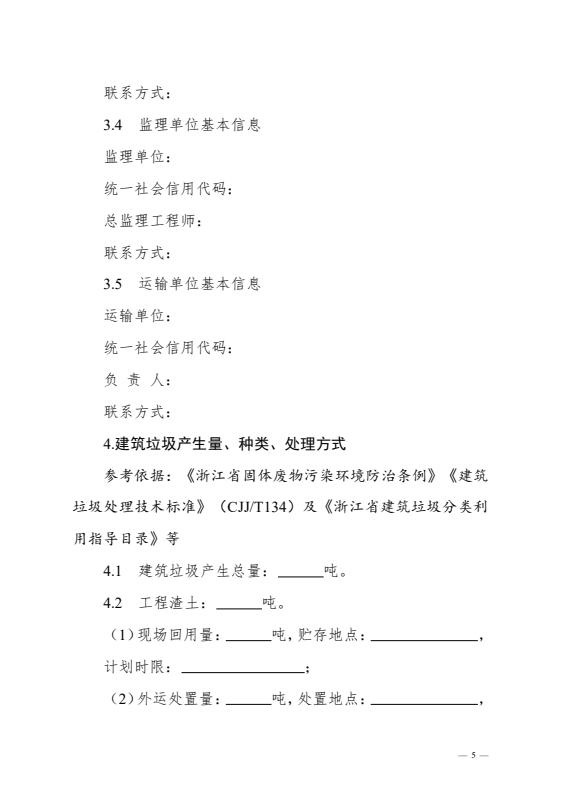 联系方式：
3.4　监理单位基本信息
监理单位：
统一社会信用代码：
总监理工程师：
联系方式：
3.5　运输单位基本信息
运输单位：
统一社会信用代码：
负 责 人：
联系方式：
4.建筑垃圾产生量、种类、处理方式
参考依据：《浙江省固体废物污染环境防治条例》《建筑
垃圾处理技术标准》（CJJ/T134）及《浙江省建筑垃圾分类利
用指导目录》等
4.1　建筑垃圾产生总量：______吨。
4.2　工程渣土：______吨。
（1）现场回用量：______吨，贮存地点：______________，
计划时限：________________；
（2）外运处置量：______吨，处置地点：______________，
— 5 —